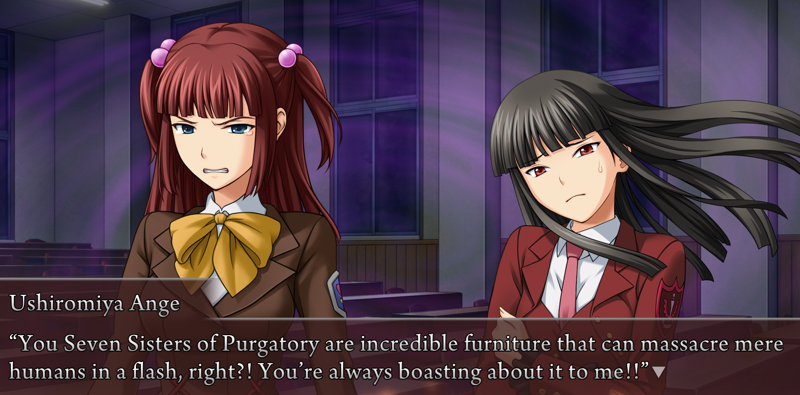 Ushiromiya Ange
“You Seven Sisters of Purgatory are incredible furniture that can massacre mere
humans in a flash, right?! You’re always boasting about it to me!!”